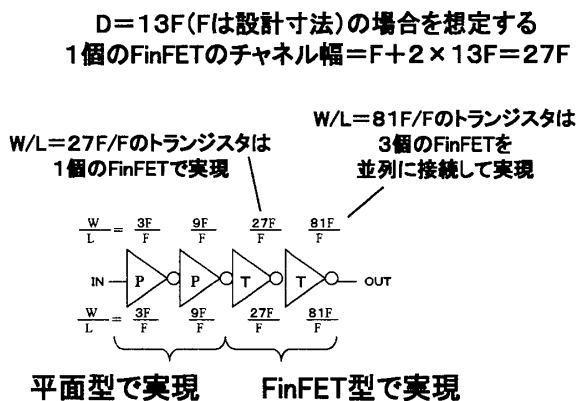 D=13F(Fは設計寸法)の場合を想定する
1個のFinFETのチャネル幅=F+2×13F=27F
W/L=81F/Fのトランジスタは
3個のFinFETを
並列に接続して実現
W/L=27F/Fのトランジスタは
1個のFinFETで実現
W/L = 3F/F 9F/F 27F/F 81F/F
IN P P T T OUT
W/L = 3F/F 9F/F 27F/F 81F/F
平面型で実現 FinFET型で実現